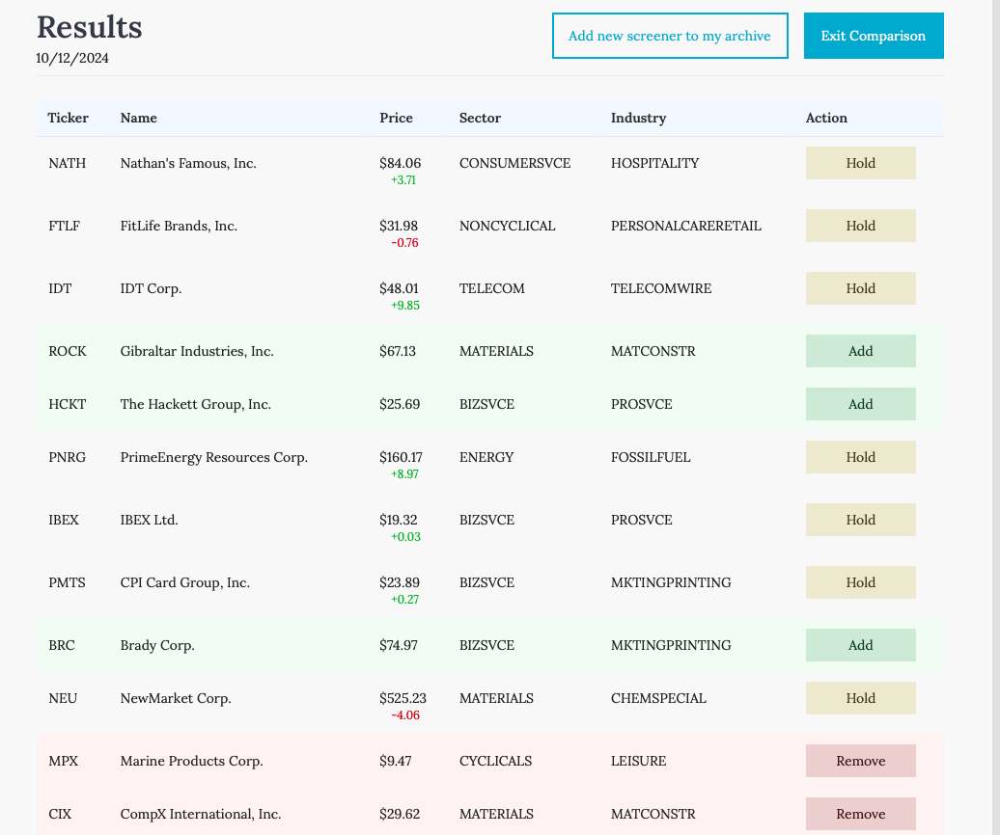 Results
10/12/2024
Add new screener to my archive
Exit Comparison
Ticker Name Price Sector Industry Action
NATH Nathan's Famous, Inc. $84.06 CONSUMERSVCE HOSPITALITY Hold
+3.71
FTLF FitLife Brands, Inc. $31.98 NONCYCLICAL PERSONALCARERETAIL Hold
-0.76
IDT IDT Corp. $48.01 TELECOM TELECOMWIRE Hold
+9.85
ROCK Gibraltar Industries, Inc. $67.13 MATERIALS MATCONSTR Add
HCKT The Hackett Group, Inc. $25.69 BIZSVCE PROSVCE Add
PNRG PrimeEnergy Resources Corp. $160.17 ENERGY FOSSILFUEL Hold
+8.97
IBEX IBEX Ltd. $19.32 BIZSVCE PROSVCE Hold
+0.03
PMTS CPI Card Group, Inc. $23.89 BIZSVCE MKTINGPRINTING Hold
+0.27
BRC Brady Corp. $74.97 BIZSVCE MKTINGPRINTING Add
NEU NewMarket Corp. $525.23 MATERIALS CHEMSPECIAL Hold
-4.06
MPX Marine Products Corp. $9.47 CYCLICALS LEISURE Remove
CIX CompX International, Inc. $29.62 MATERIALS MATCONSTR Remove